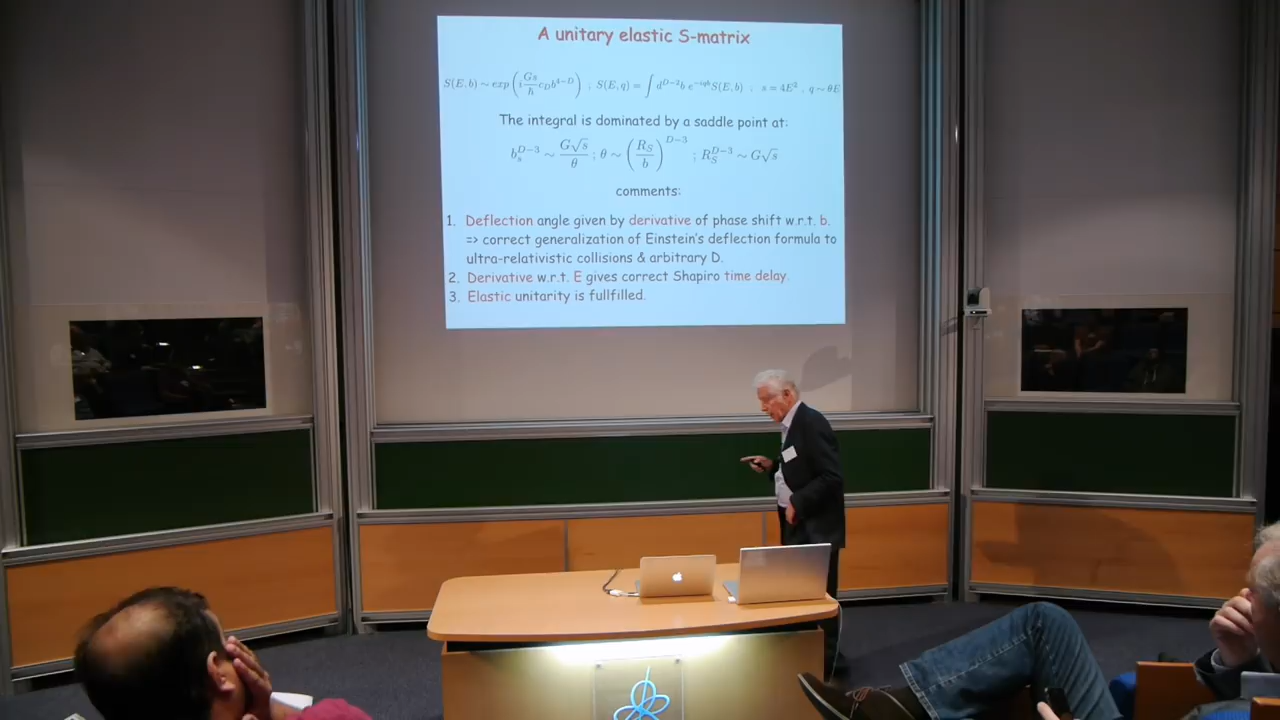 A unitary elastic S-matrix
S(E, b) ~ exp(i Gs/ħ c_D b^{4-D}) ; S(E, q) = ∫ d^{D-2}b e^{-iqb} S(E, b) ; s = 4E² , q ~ θE
The integral is dominated by a saddle point at:
b_s^{D-3} ~ G√s/θ ; θ ~ (R_S/b)^{D-3} ; R_S^{D-3} ~ G√s
comments:
1. Deflection angle given by derivative of phase shift w.r.t. b.
=> correct generalization of Einstein's deflection formula to
ultra-relativistic collisions & arbitrary D.
2. Derivative w.r.t. E gives correct Shapiro time delay.
3. Elastic unitarity is fullfilled.